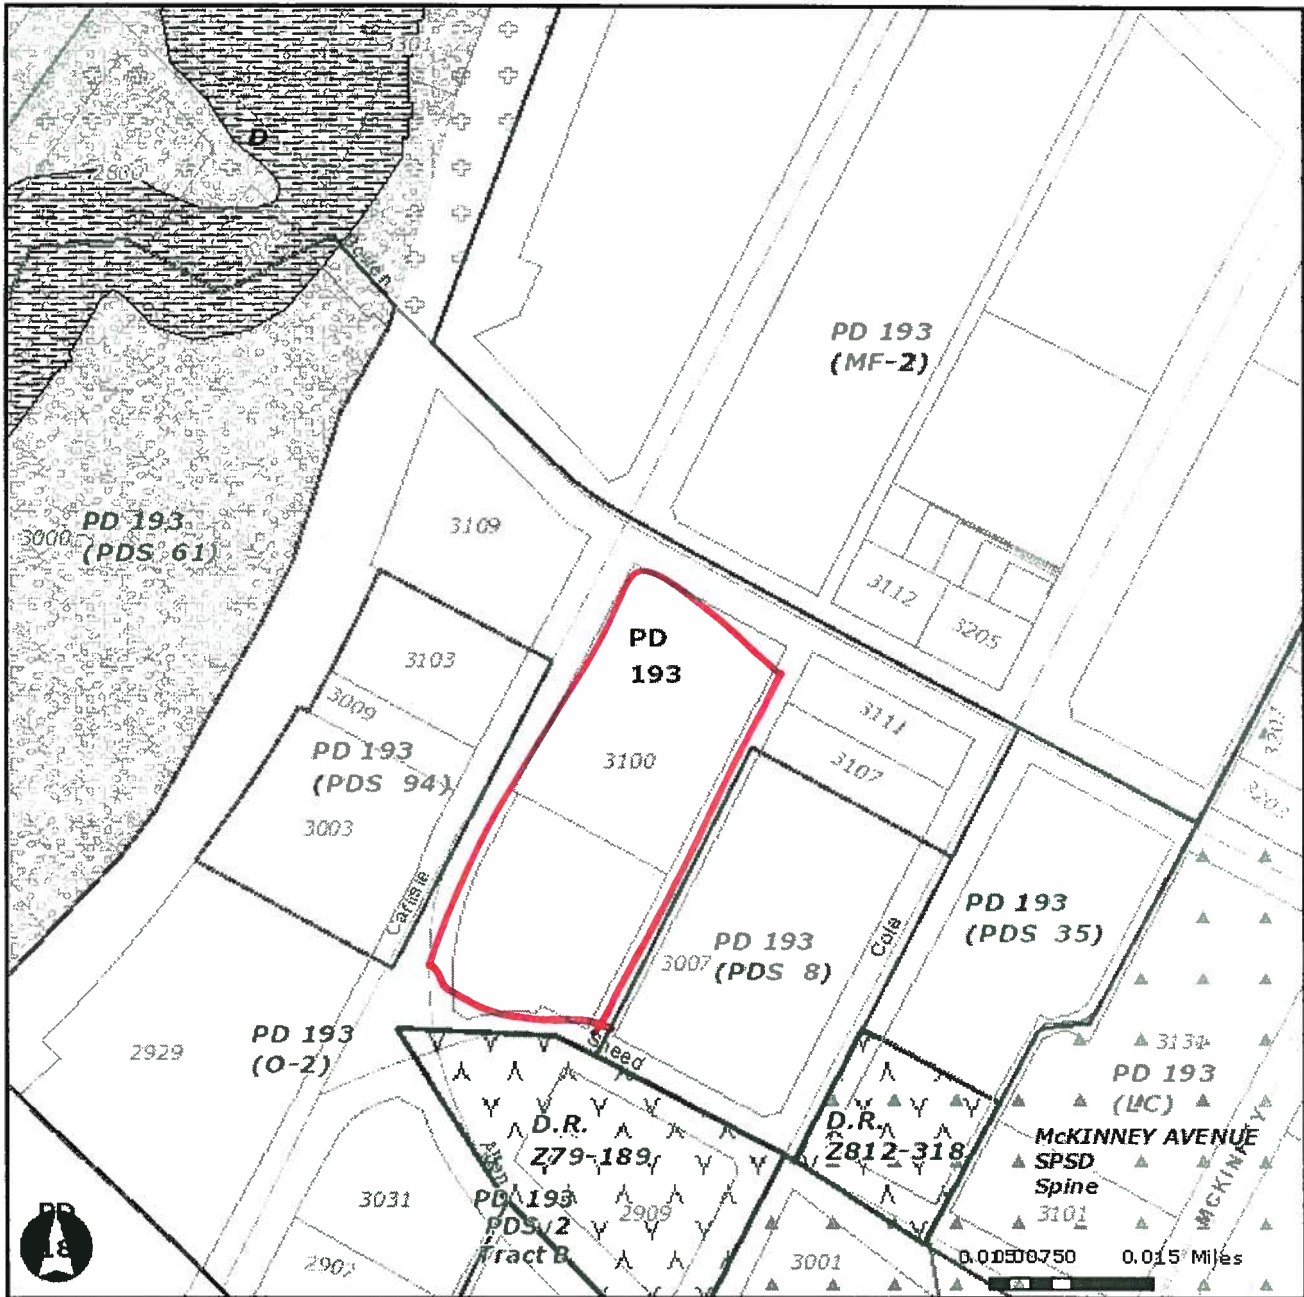 D
2800
PD 193
(MF-2)
PD 193
(PDS 61)
3000
3109
3112
3205
PD
193
3103
3009
PD 193
(PDS 94)
3003
3100
3111
3107
3203
3202
Carlisle
Cole
PD 193
(PDS 35)
PD 193
(PDS 8)
3007
Sneed
PD 193
(O-2)
2929
3134
PD 193
(LC)
D.R.
Z79-189
D.R.
Z812-318
McKINNEY AVENUE
SPSD
Spine
3101
MCKINNEY
Allen
3031
PD 193
PDS 2
Tract B
2909
2907
3001
PD
18
0.015 Miles